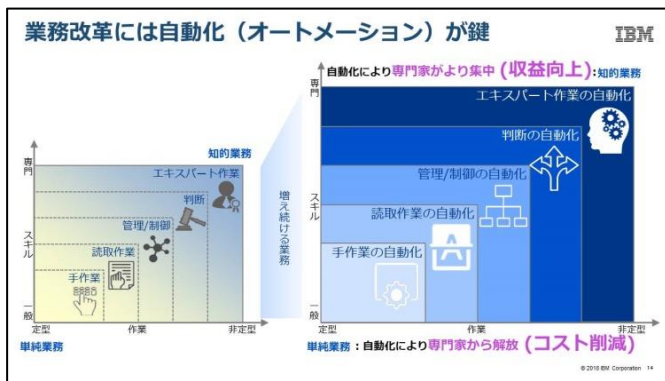 業務改革には自動化（オートメーション）が鍵
IBM
自動化により専門家がより集中 (収益向上) :知的業務
専門
スキル
一般
知的業務
エキスパート作業
判断
管理/制御
読取作業
手作業
定型
作業
非定型
単純業務
増え続ける業務
専門
スキル
一般
エキスパート作業の自動化
判断の自動化
管理/制御の自動化
読取作業の自動化
手作業の自動化
定型
作業
非定型
単純業務 : 自動化により専門家から解放 (コスト削減)
© 2018 IBM Corporation 14